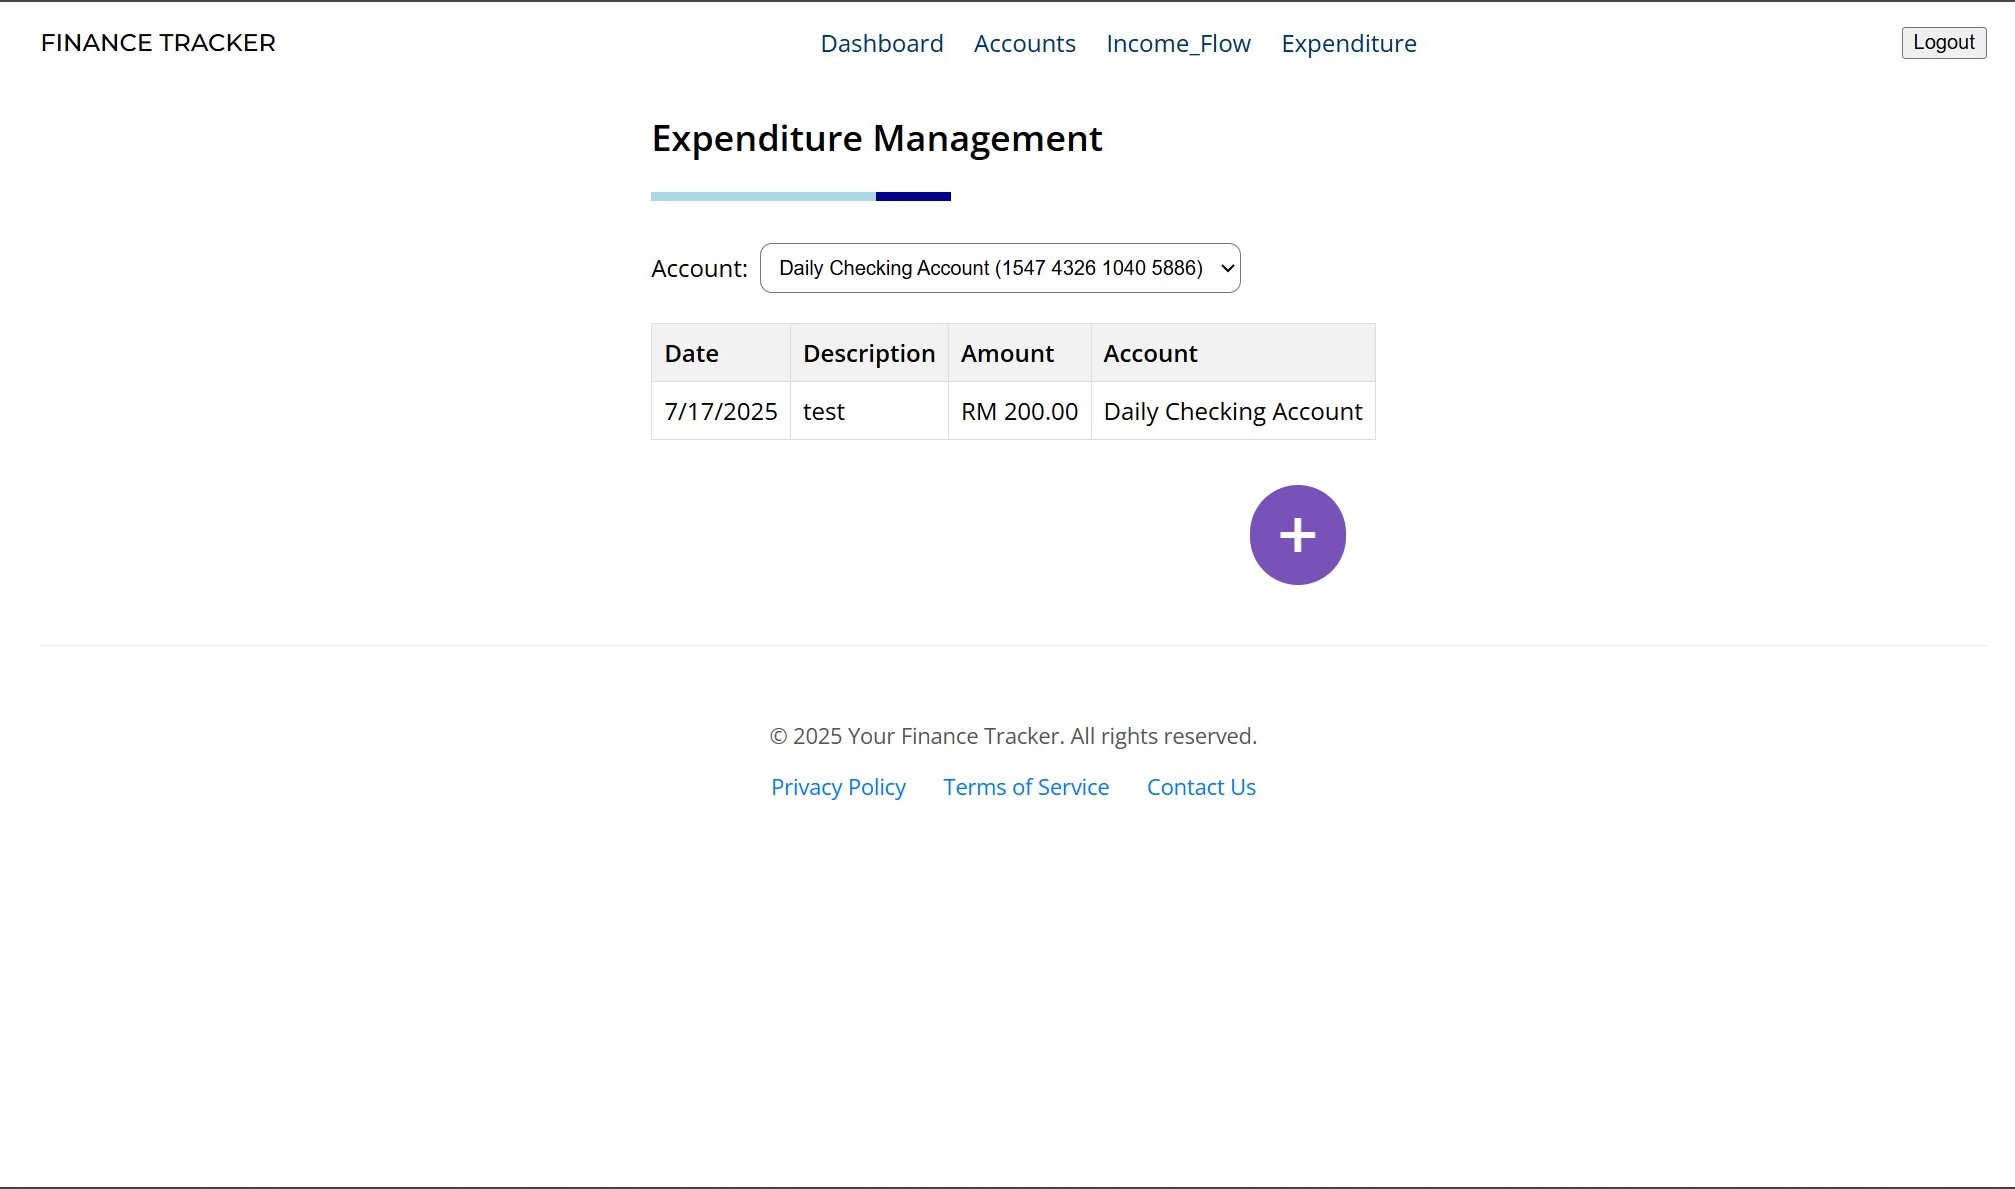 FINANCE TRACKER Dashboard Accounts Income_Flow Expenditure Logout
Expenditure Management
Account: Daily Checking Account (1547 4326 1040 5886)
Date Description Amount Account
7/17/2025 test RM 200.00 Daily Checking Account
+
© 2025 Your Finance Tracker. All rights reserved.
Privacy Policy Terms of Service Contact Us